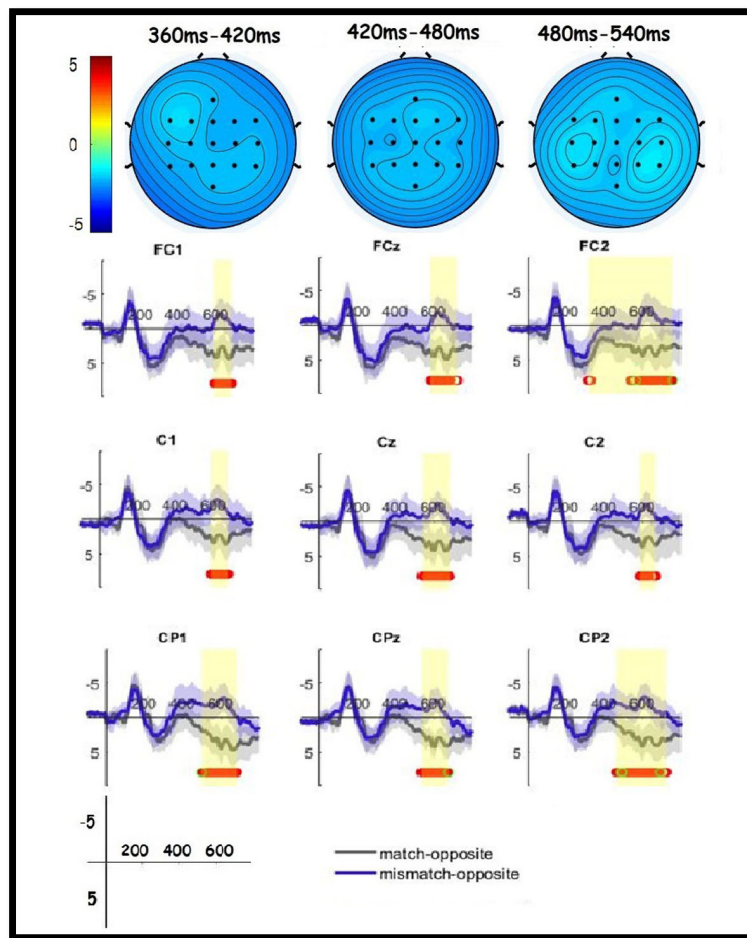 360ms-420ms 420ms-480ms 480ms-540ms
5
0
-5
FC1 FCz FC2
-5 200 400 600 -5 200 400 600 -5 200 400 600
5 5 5
C1 Cz C2
-5 200 400 600 -5 200 400 600 -5 200 400 600
5 5 5
CP1 CPz CP2
-5 200 400 600 -5 200 400 600 -5 200 400 600
5 5 5
-5
200 400 600
5
match-opposite
mismatch-opposite